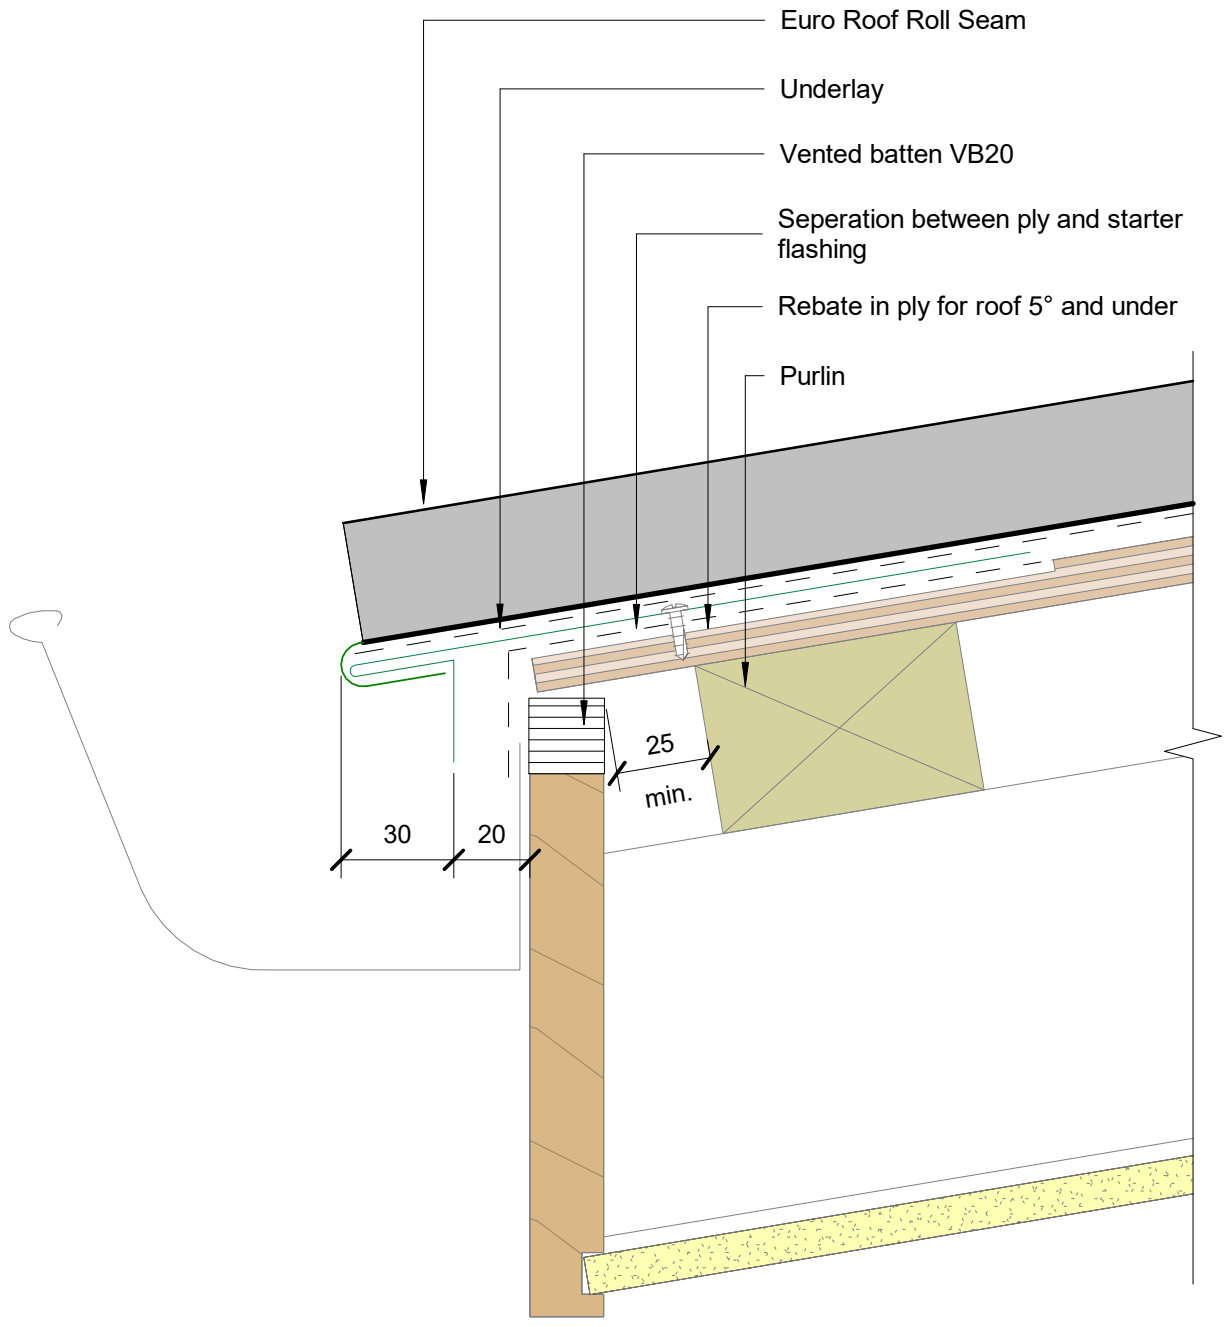 Euro Roof Roll Seam
Underlay
Vented batten VB20
Seperation between ply and starter
flashing
Rebate in ply for roof 5° and under
Purlin
25
min.
30
20